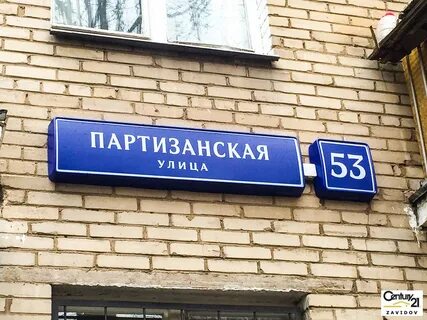 ПАРТИЗАНСКАЯ
УЛИЦА
53
Century 21
ZAVIDOV